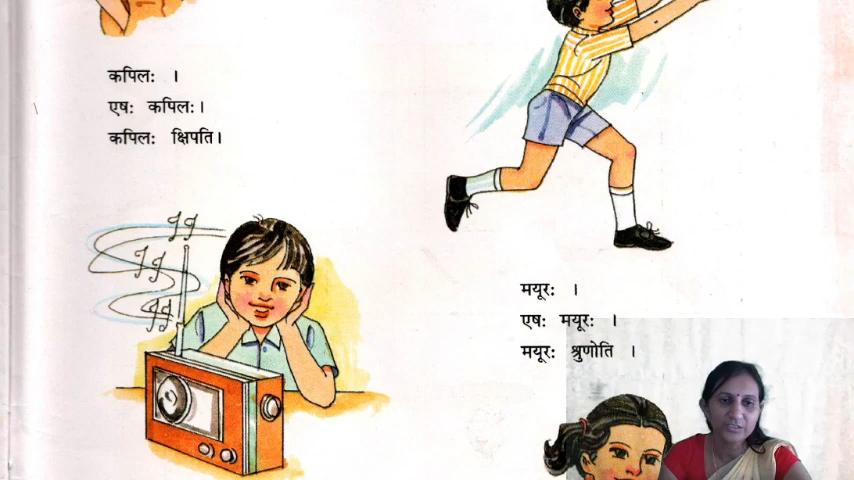 कपिलः ।
एषः कपिलः।
कपिलः क्षिपति।
मयूरः ।
एषः मयूरः ।
मयूरः श्रुणोति ।